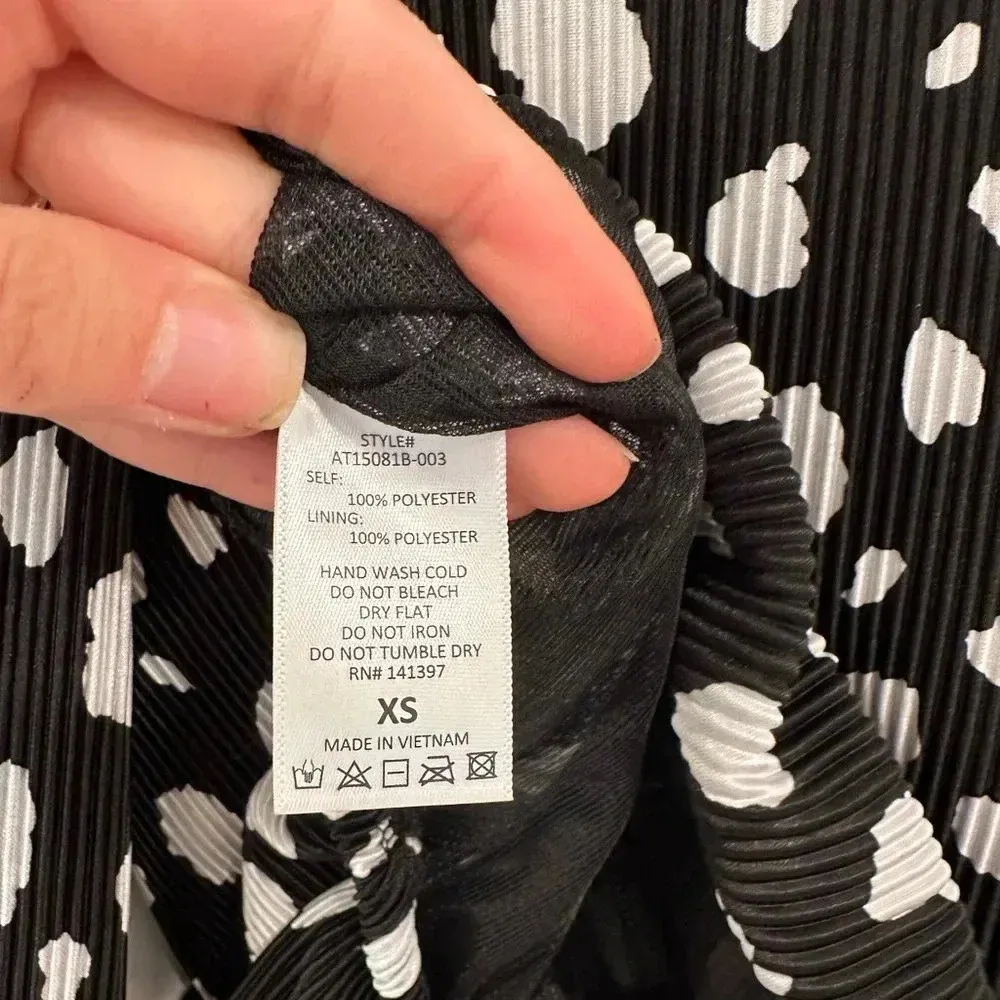 STYLE#
AT15081B-003
SELF:
100% POLYESTER
LINING:
100% POLYESTER
HAND WASH COLD
DO NOT BLEACH
DRY FLAT
DO NOT IRON
DO NOT TUMBLE DRY
RN# 141397
XS
MADE IN VIETNAM